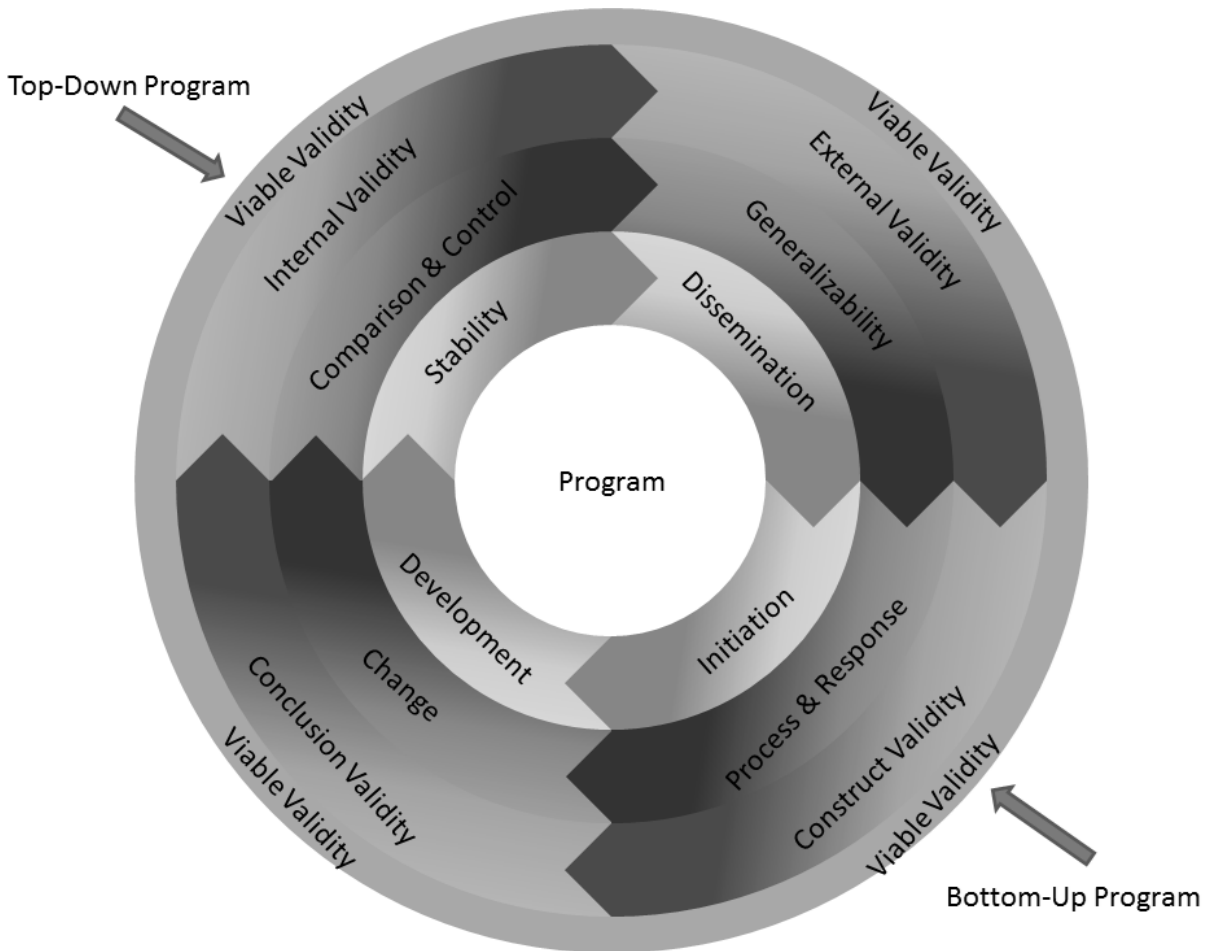 Top-Down Program
Viable Validity
Internal Validity
Comparison & Control
Stability
Viable Validity
External Validity
Generalizability
Dissemination
Program
Development
Change
Conclusion Validity
Viable Validity
Initiation
Process & Response
Construct Validity
Viable Validity
Bottom-Up Program